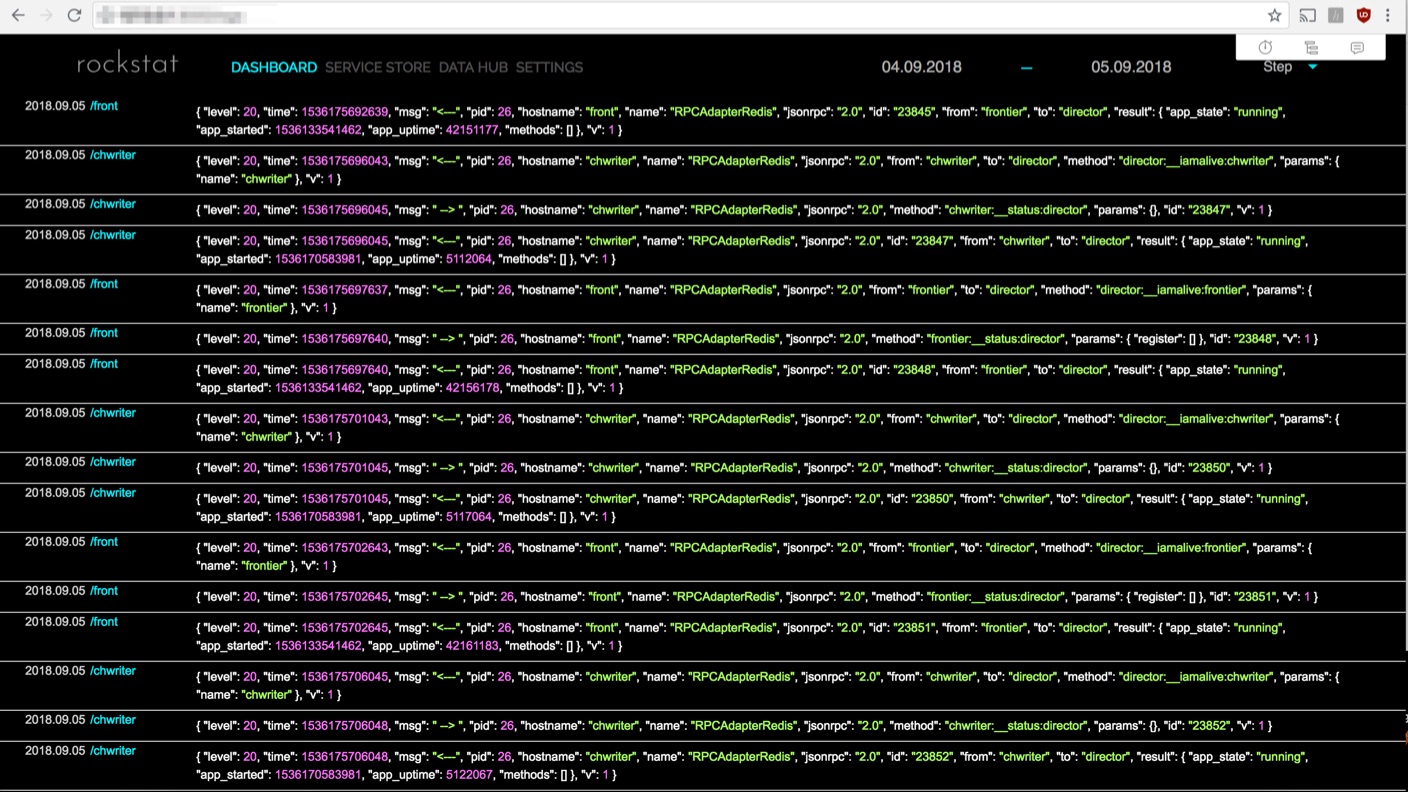 rockstat DASHBOARD SERVICE STORE DATA HUB SETTINGS 04.09.2018 — 05.09.2018 Step
2018.09.05 /front { "level": 20, "time": 1536175692639, "msg": "<---", "pid": 26, "hostname": "front", "name": "RPCAdapterRedis", "jsonrpc": "2.0", "id": "23845", "from": "frontier", "to": "director", "result": { "app_state": "running",
"app_started": 1536133541462, "app_uptime": 42151177, "methods": [] }, "v": 1 }
2018.09.05 /chwriter { "level": 20, "time": 1536175696043, "msg": "<---", "pid": 26, "hostname": "chwriter", "name": "RPCAdapterRedis", "jsonrpc": "2.0", "from": "chwriter", "to": "director", "method": "director:__iamalive:chwriter", "params": {
"name": "chwriter" }, "v": 1 }
2018.09.05 /chwriter { "level": 20, "time": 1536175696045, "msg": " --> ", "pid": 26, "hostname": "chwriter", "name": "RPCAdapterRedis", "jsonrpc": "2.0", "method": "chwriter:__status:director", "params": {}, "id": "23847", "v": 1 }
2018.09.05 /chwriter { "level": 20, "time": 1536175696045, "msg": "<---", "pid": 26, "hostname": "chwriter", "name": "RPCAdapterRedis", "jsonrpc": "2.0", "id": "23847", "from": "chwriter", "to": "director", "result": { "app_state": "running",
"app_started": 1536170583981, "app_uptime": 5112064, "methods": [] }, "v": 1 }
2018.09.05 /front { "level": 20, "time": 1536175697637, "msg": "<---", "pid": 26, "hostname": "front", "name": "RPCAdapterRedis", "jsonrpc": "2.0", "from": "frontier", "to": "director", "method": "director:__iamalive:frontier", "params": {
"name": "frontier" }, "v": 1 }
2018.09.05 /front { "level": 20, "time": 1536175697640, "msg": " --> ", "pid": 26, "hostname": "front", "name": "RPCAdapterRedis", "jsonrpc": "2.0", "method": "frontier:__status:director", "params": { "register": [] }, "id": "23848", "v": 1 }
2018.09.05 /front { "level": 20, "time": 1536175697640, "msg": "<---", "pid": 26, "hostname": "front", "name": "RPCAdapterRedis", "jsonrpc": "2.0", "id": "23848", "from": "frontier", "to": "director", "result": { "app_state": "running",
"app_started": 1536133541462, "app_uptime": 42156178, "methods": [] }, "v": 1 }
2018.09.05 /chwriter { "level": 20, "time": 1536175701043, "msg": "<---", "pid": 26, "hostname": "chwriter", "name": "RPCAdapterRedis", "jsonrpc": "2.0", "from": "chwriter", "to": "director", "method": "director:__iamalive:chwriter", "params": {
"name": "chwriter" }, "v": 1 }
2018.09.05 /chwriter { "level": 20, "time": 1536175701045, "msg": " --> ", "pid": 26, "hostname": "chwriter", "name": "RPCAdapterRedis", "jsonrpc": "2.0", "method": "chwriter:__status:director", "params": {}, "id": "23850", "v": 1 }
2018.09.05 /chwriter { "level": 20, "time": 1536175701045, "msg": "<---", "pid": 26, "hostname": "chwriter", "name": "RPCAdapterRedis", "jsonrpc": "2.0", "id": "23850", "from": "chwriter", "to": "director", "result": { "app_state": "running",
"app_started": 1536170583981, "app_uptime": 5117064, "methods": [] }, "v": 1 }
2018.09.05 /front { "level": 20, "time": 1536175702643, "msg": "<---", "pid": 26, "hostname": "front", "name": "RPCAdapterRedis", "jsonrpc": "2.0", "from": "frontier", "to": "director", "method": "director:__iamalive:frontier", "params": {
"name": "frontier" }, "v": 1 }
2018.09.05 /front { "level": 20, "time": 1536175702645, "msg": " --> ", "pid": 26, "hostname": "front", "name": "RPCAdapterRedis", "jsonrpc": "2.0", "method": "frontier:__status:director", "params": { "register": [] }, "id": "23851", "v": 1 }
2018.09.05 /front { "level": 20, "time": 1536175702645, "msg": "<---", "pid": 26, "hostname": "front", "name": "RPCAdapterRedis", "jsonrpc": "2.0", "id": "23851", "from": "frontier", "to": "director", "result": { "app_state": "running",
"app_started": 1536133541462, "app_uptime": 42161183, "methods": [] }, "v": 1 }
2018.09.05 /chwriter { "level": 20, "time": 1536175706045, "msg": "<---", "pid": 26, "hostname": "chwriter", "name": "RPCAdapterRedis", "jsonrpc": "2.0", "from": "chwriter", "to": "director", "method": "director:__iamalive:chwriter", "params": {
"name": "chwriter" }, "v": 1 }
2018.09.05 /chwriter { "level": 20, "time": 1536175706048, "msg": " --> ", "pid": 26, "hostname": "chwriter", "name": "RPCAdapterRedis", "jsonrpc": "2.0", "method": "chwriter:__status:director", "params": {}, "id": "23852", "v": 1 }
2018.09.05 /chwriter { "level": 20, "time": 1536175706048, "msg": "<---", "pid": 26, "hostname": "chwriter", "name": "RPCAdapterRedis", "jsonrpc": "2.0", "id": "23852", "from": "chwriter", "to": "director", "result": { "app_state": "running",
"app_started": 1536170583981, "app_uptime": 5122067, "methods": [] }, "v": 1 }